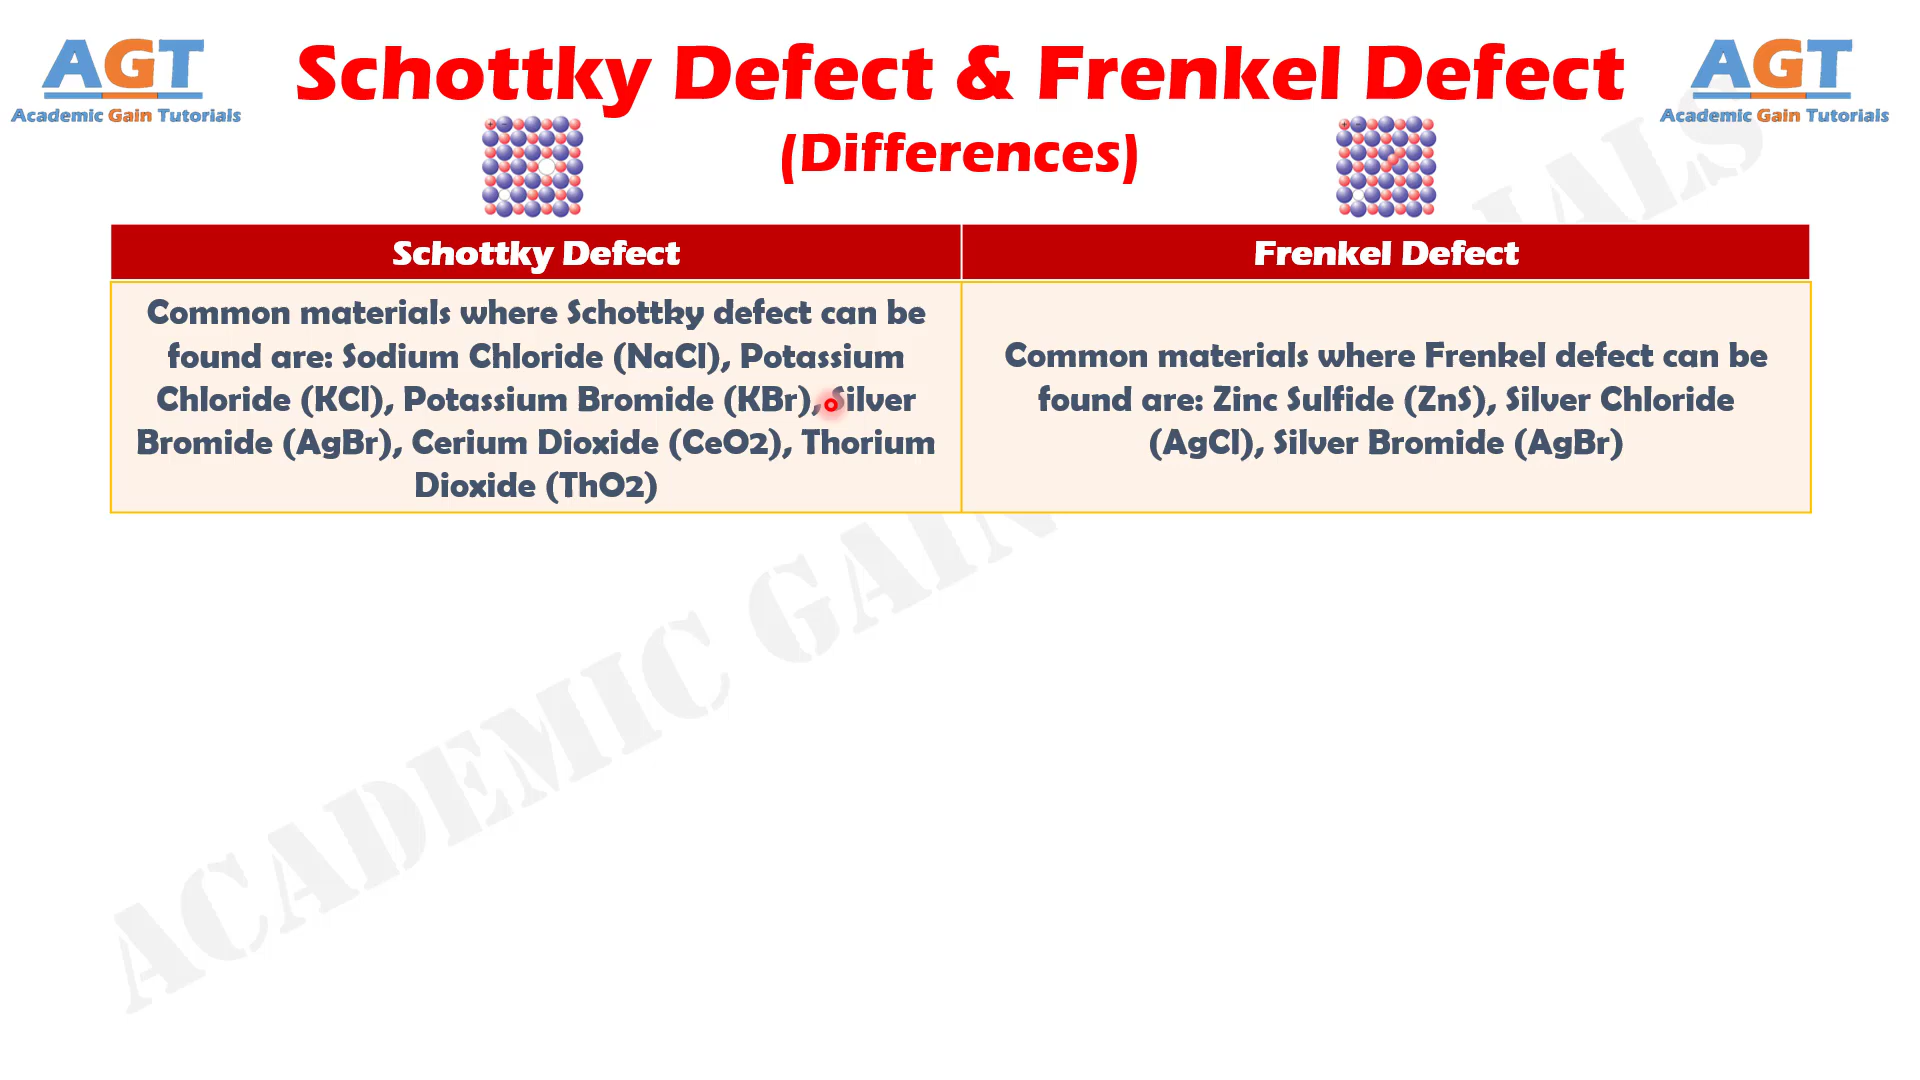 AGT
Academic Gain Tutorials
Schottky Defect & Frenkel Defect
(Differences)
AGT
Academic Gain Tutorials
Schottky Defect
Frenkel Defect
Common materials where Schottky defect can be
found are: Sodium Chloride (NaCl), Potassium
Chloride (KCl), Potassium Bromide (KBr), Silver
Bromide (AgBr), Cerium Dioxide (CeO2), Thorium
Dioxide (ThO2)
Common materials where Frenkel defect can be
found are: Zinc Sulfide (ZnS), Silver Chloride
(AgCl), Silver Bromide (AgBr)
ACADEMIC GAIN